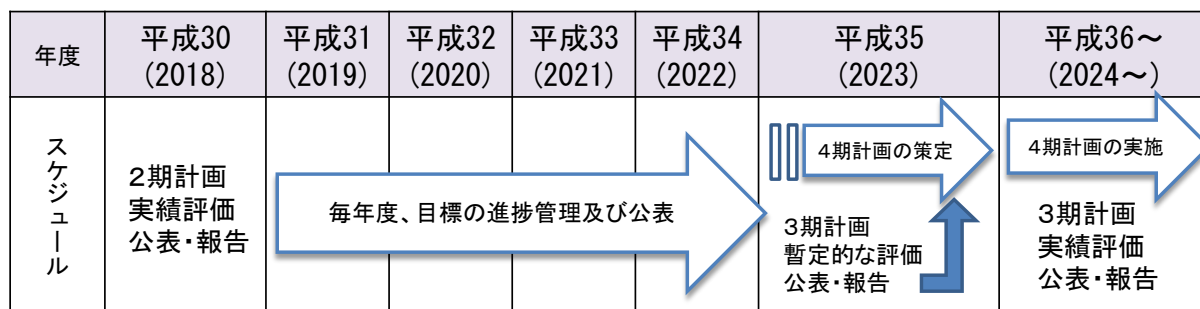 年度
平成30
(2018)
平成31
(2019)
平成32
(2020)
平成33
(2021)
平成34
(2022)
平成35
(2023)
平成36～
(2024～)
スケジュール
2期計画
実績評価
公表・報告
毎年度、目標の進捗管理及び公表
4期計画の策定
3期計画
暫定的な評価
公表・報告
4期計画の実施
3期計画
実績評価
公表・報告